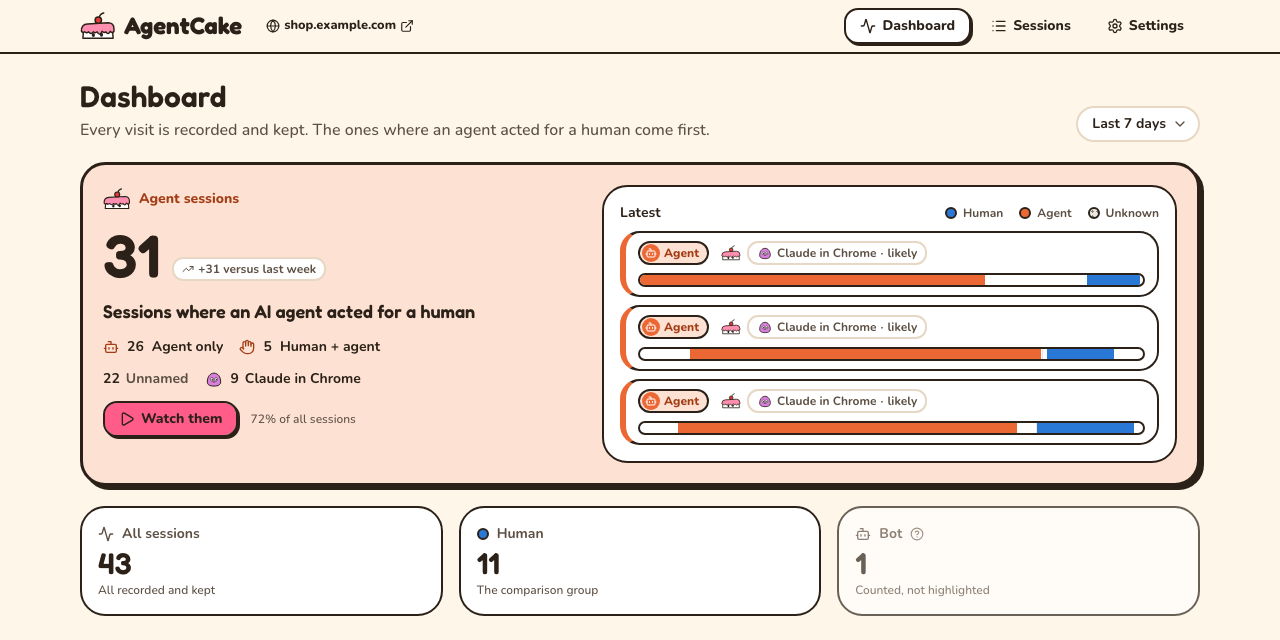 AgentCake
shop.example.com
Dashboard
Sessions
Settings
Dashboard
Every visit is recorded and kept. The ones where an agent acted for a human come first.
Last 7 days
Agent sessions
31
+31 versus last week
Sessions where an AI agent acted for a human
26 Agent only
5 Human + agent
22 Unnamed
9 Claude in Chrome
Watch them
72% of all sessions
Latest
Human
Agent
Unknown
Agent
Claude in Chrome · likely
Agent
Claude in Chrome · likely
Agent
Claude in Chrome · likely
All sessions
43
All recorded and kept
Human
11
The comparison group
Bot
1
Counted, not highlighted